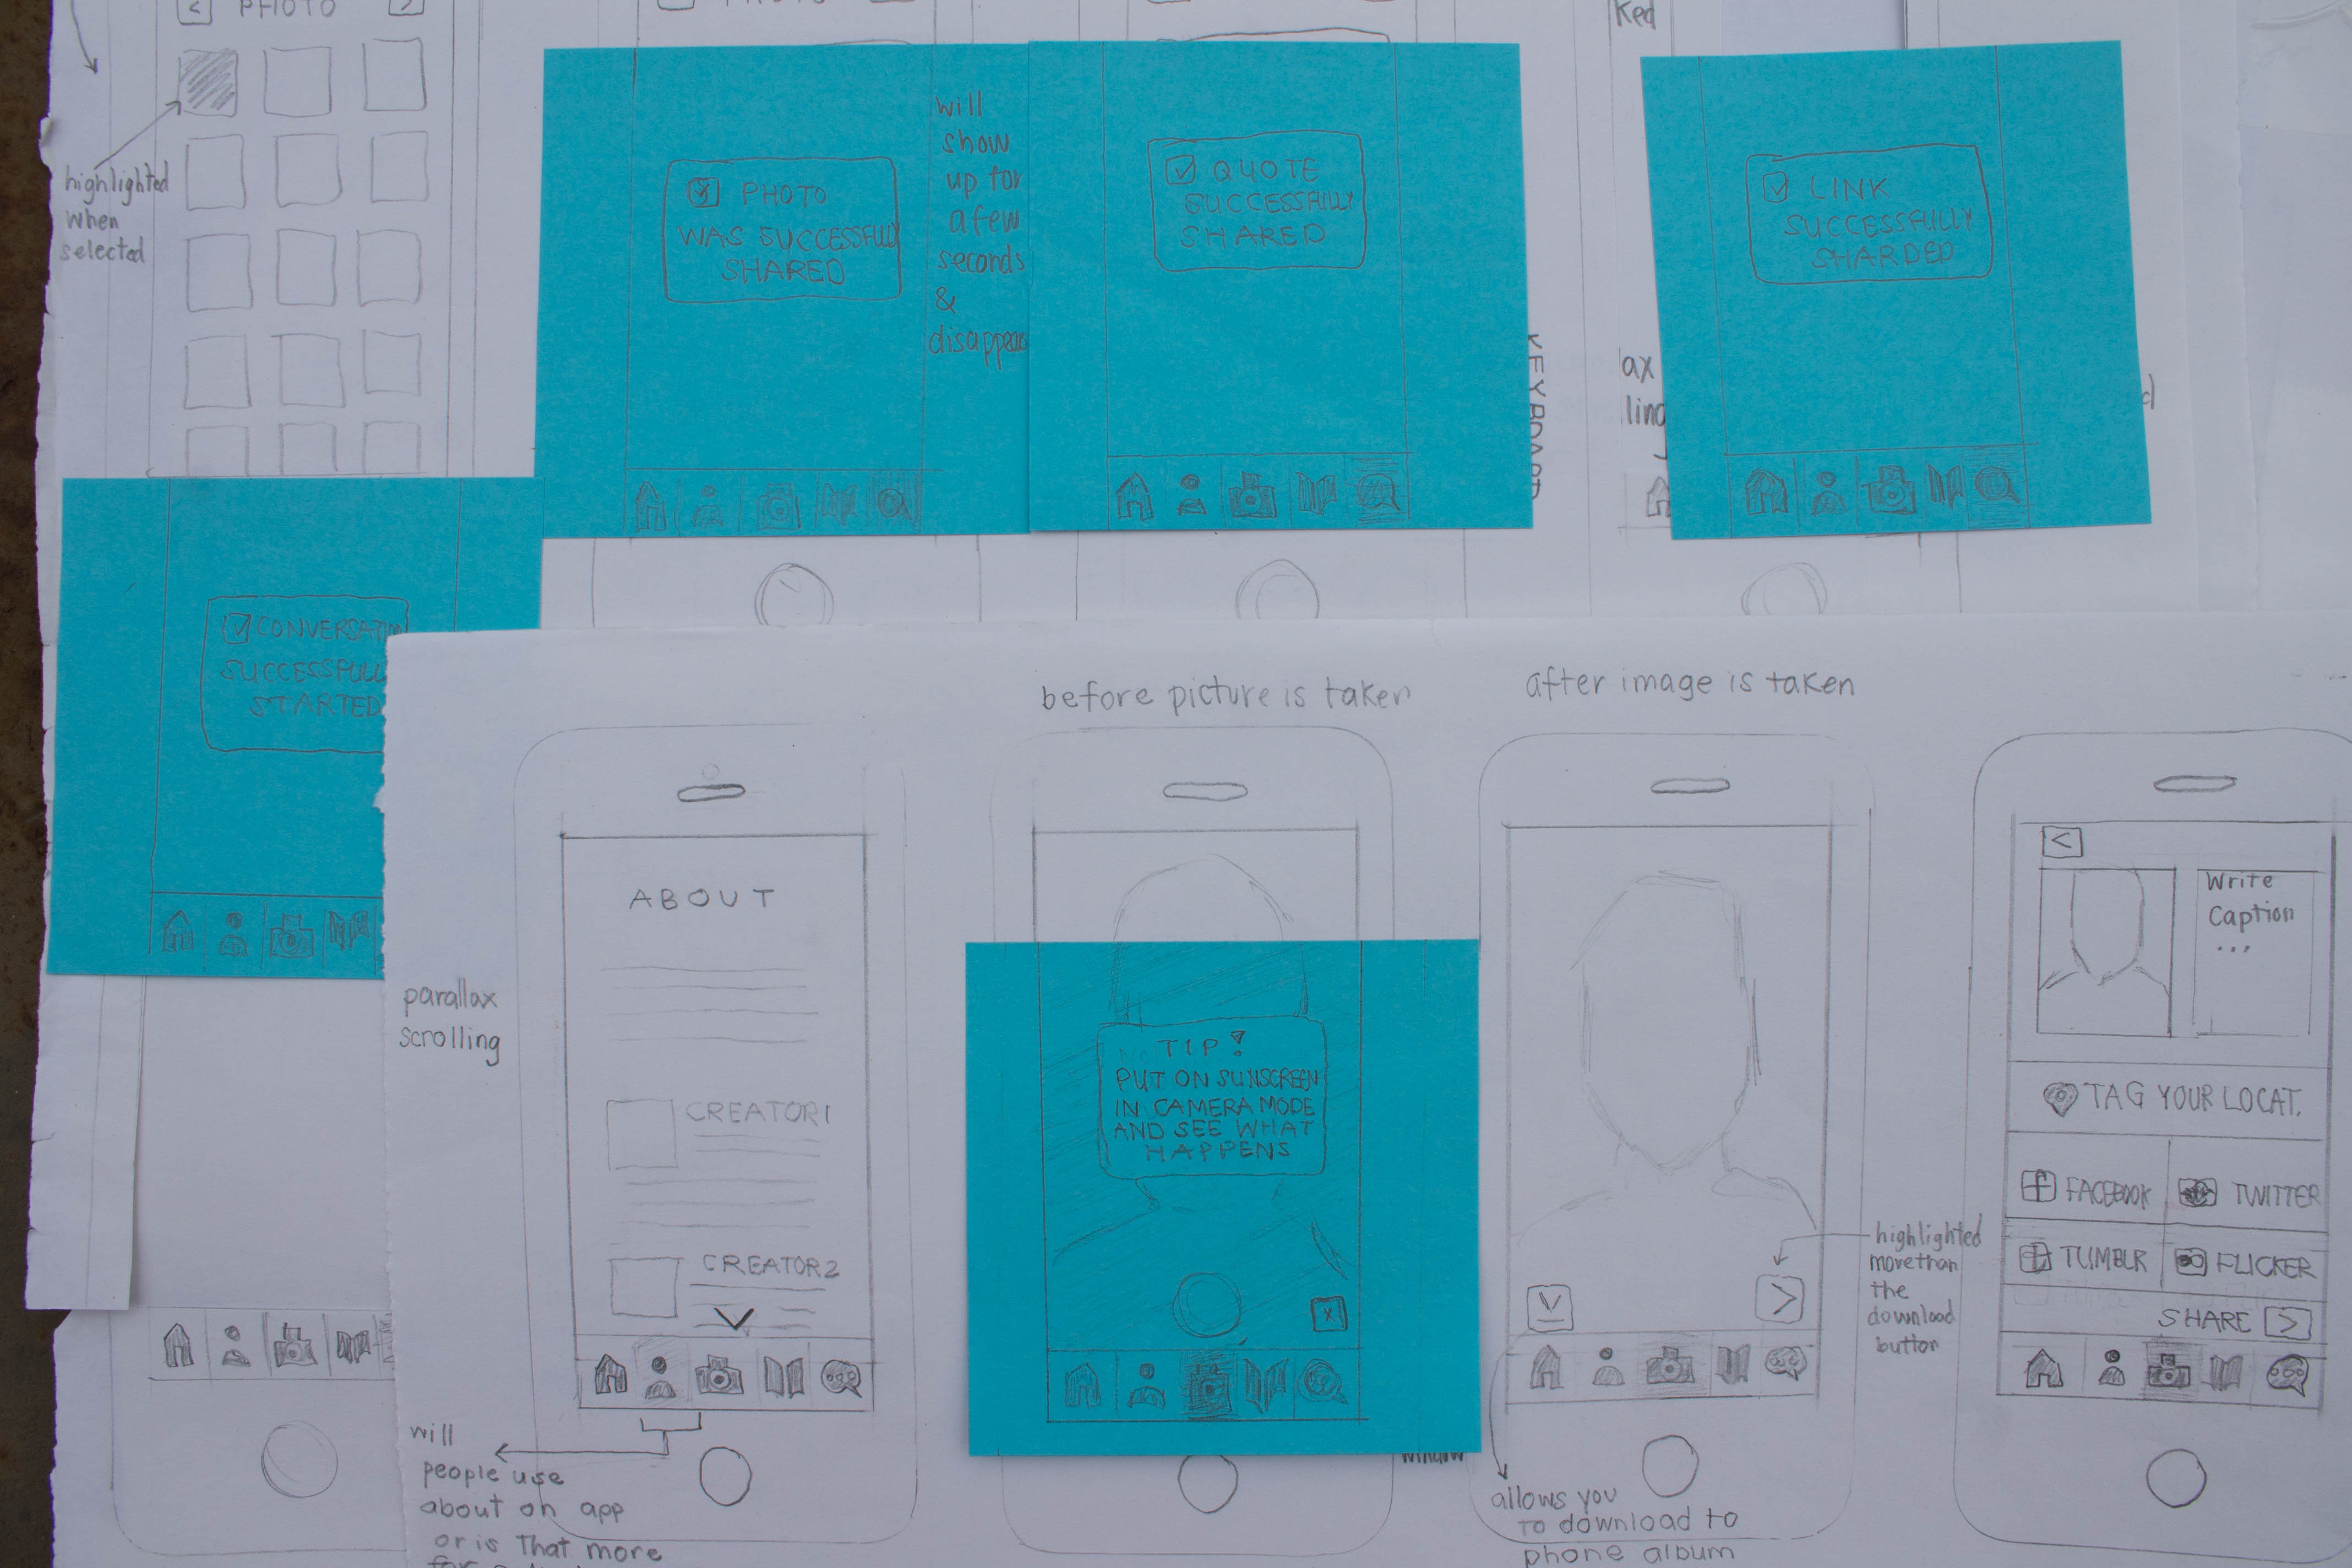 PHOTO
highlighted
when
selected
PHOTO
WAS SUCCESSFULLY
SHARED
will
show
up for
a few
seconds
&
disappear
QUOTE
SUCCESSFULLY
SHARED
KEYBOARD
ked
LINK
SUCCESSFULLY
SHARDED
ax
CONVERSATION
SUCCESSFULL
STARTED
before picture is taken
after image is taken
parallax
scrolling
ABOUT
CREATOR1
CREATOR2
will
people use
about on app
or is That more
TIP!
PUT ON SUNSCREEN
IN CAMERA MODE
AND SEE WHAT
HAPPENS
window
highlighted
more than
the
download
button
allows you
to download to
phone album
<
Write
Caption
...
TAG YOUR LOCAT.
FACEBOOK TWITTER
TUMBLR FLICKER
SHARE >